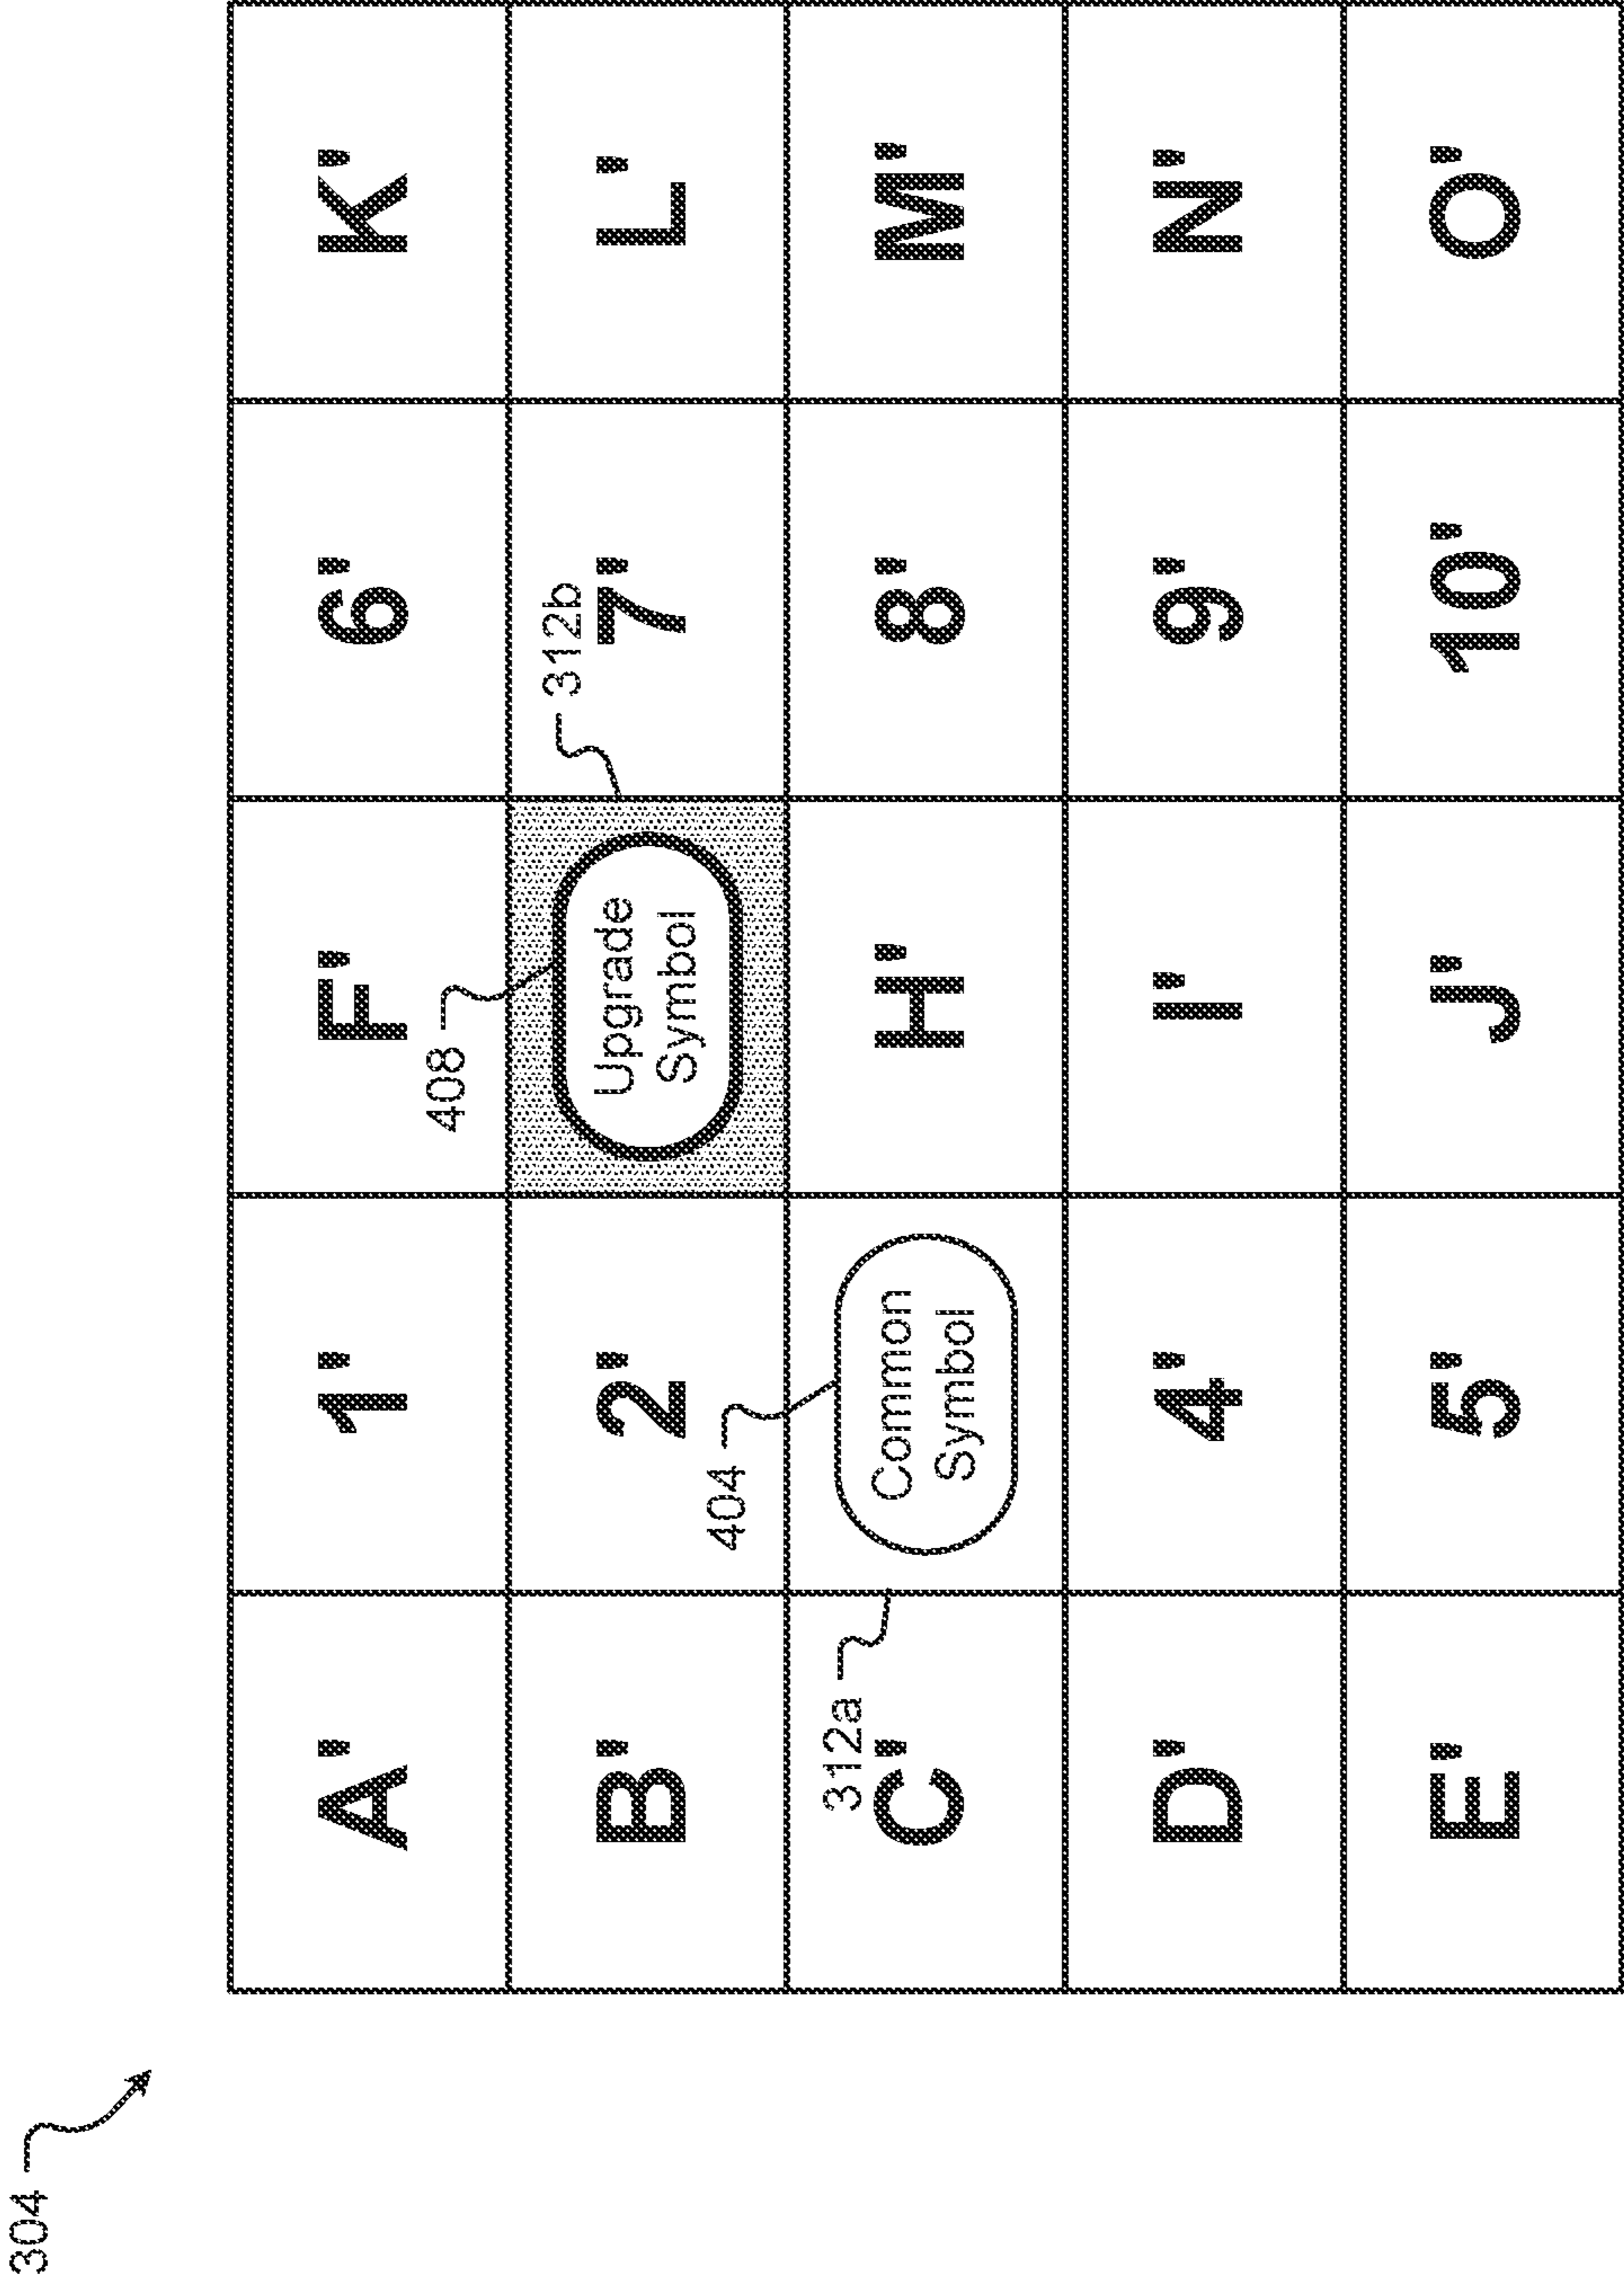 304
A' 1' F' 6' K'
408
312b
B' 2' Upgrade 7' L'
Symbol
404
312a
C' Common H' 8' M'
Symbol
D' 4' I' 9' N'
E' 5' J' 10' O'